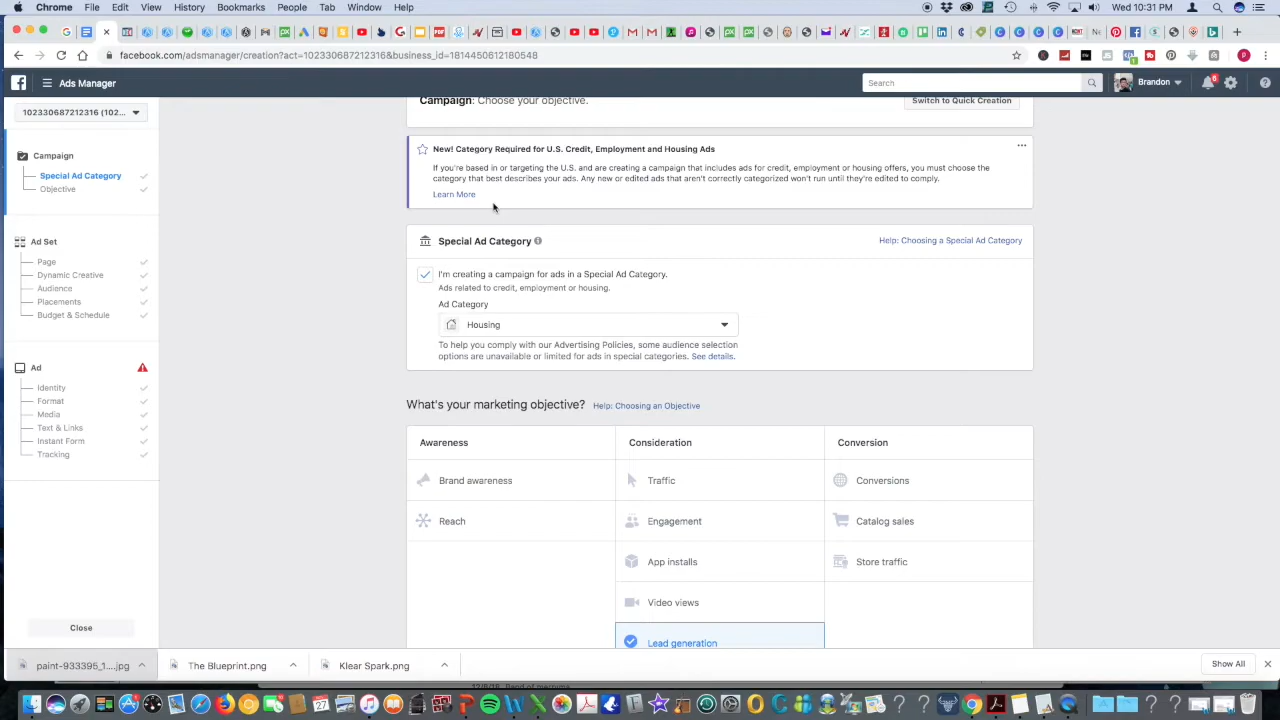 Chrome File Edit View History Bookmarks People Tab Window Help
Wed 10:31 PM
facebook.com/adsmanager/creation?act=102330687212316&business_id=1814450612180548
Ads Manager
Search
Brandon
6
102330687212316 (102...
Campaign
Special Ad Category
Objective
Ad Set
Page
Dynamic Creative
Audience
Placements
Budget & Schedule
Ad
Identity
Format
Media
Text & Links
Instant Form
Tracking
Close
Campaign: Choose your objective.
Switch to Quick Creation
New! Category Required for U.S. Credit, Employment and Housing Ads
If you're based in or targeting the U.S. and are creating a campaign that includes ads for credit, employment or housing offers, you must choose the
category that best describes your ads. Any new or edited ads that aren't correctly categorized won't run until they're edited to comply.
Learn More
Special Ad Category
Help: Choosing a Special Ad Category
I'm creating a campaign for ads in a Special Ad Category.
Ads related to credit, employment or housing.
Ad Category
Housing
To help you comply with our Advertising Policies, some audience selection
options are unavailable or limited for ads in special categories. See details.
What's your marketing objective? Help: Choosing an Objective
Awareness Consideration Conversion
Brand awareness Traffic Conversions
Reach Engagement Catalog sales
App installs Store traffic
Video views
Lead generation
paint-933395_1....jpg
The Blueprint.png
Klear Spark.png
Show All